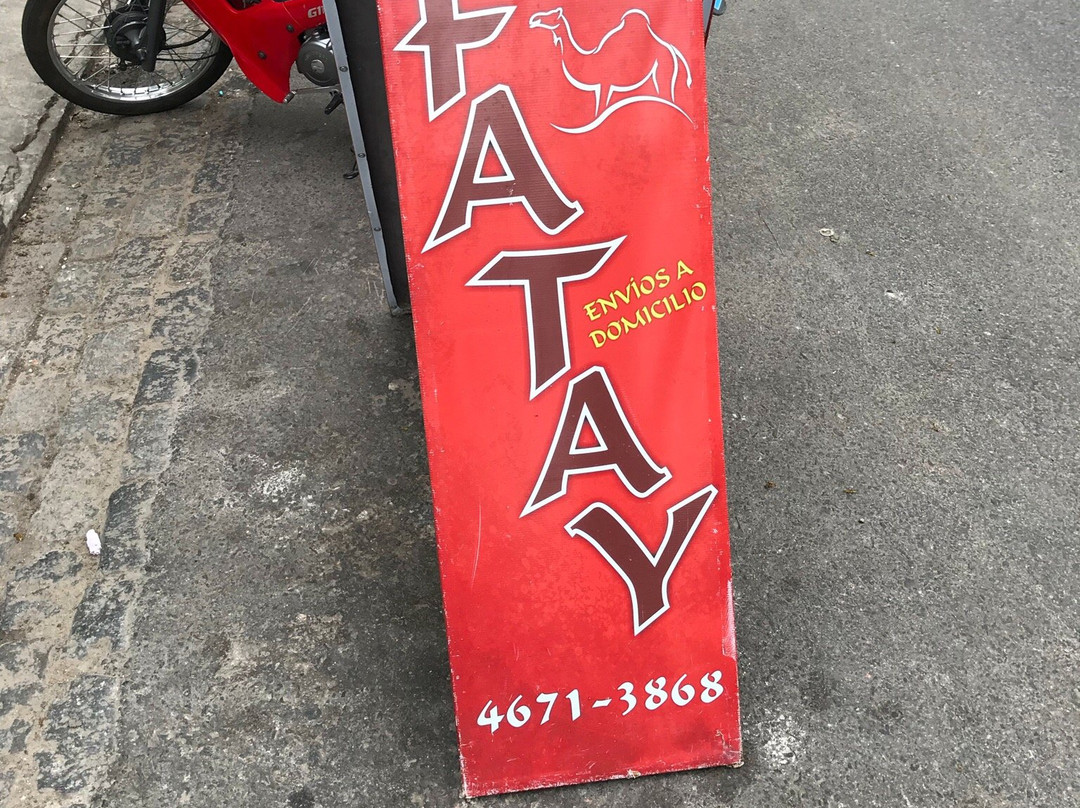 FATAY
ENVÍOS A
DOMICILIO
4671-3868